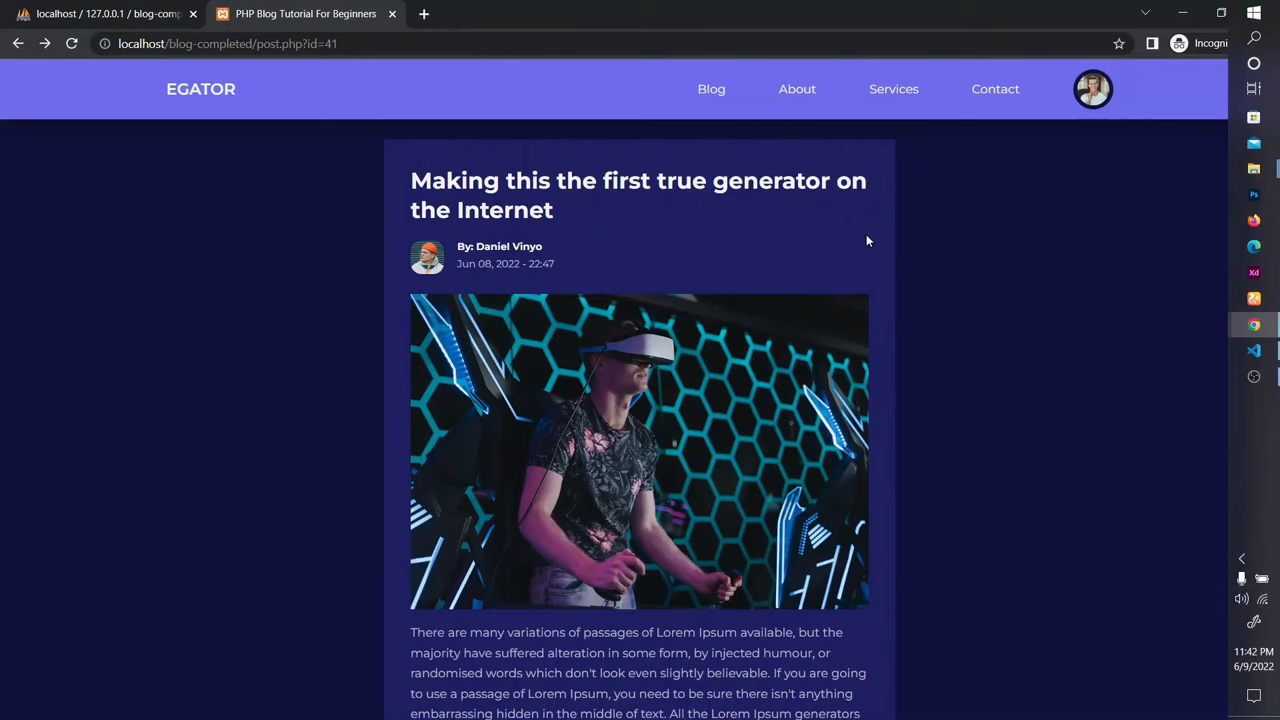 localhost / 127.0.0.1 / blog-comp
PHP Blog Tutorial For Beginners
localhost/blog-completed/post.php?id=41
Incogni
EGATOR
Blog
About
Services
Contact
Making this the first true generator on
the Internet
By: Daniel Vinyo
Jun 08, 2022 - 22:47
There are many variations of passages of Lorem Ipsum available, but the
majority have suffered alteration in some form, by injected humour, or
randomised words which don't look even slightly believable. If you are going
to use a passage of Lorem Ipsum, you need to be sure there isn't anything
embarrassing hidden in the middle of text. All the Lorem Ipsum generators
Ps
Xd
11:42 PM
6/9/2022